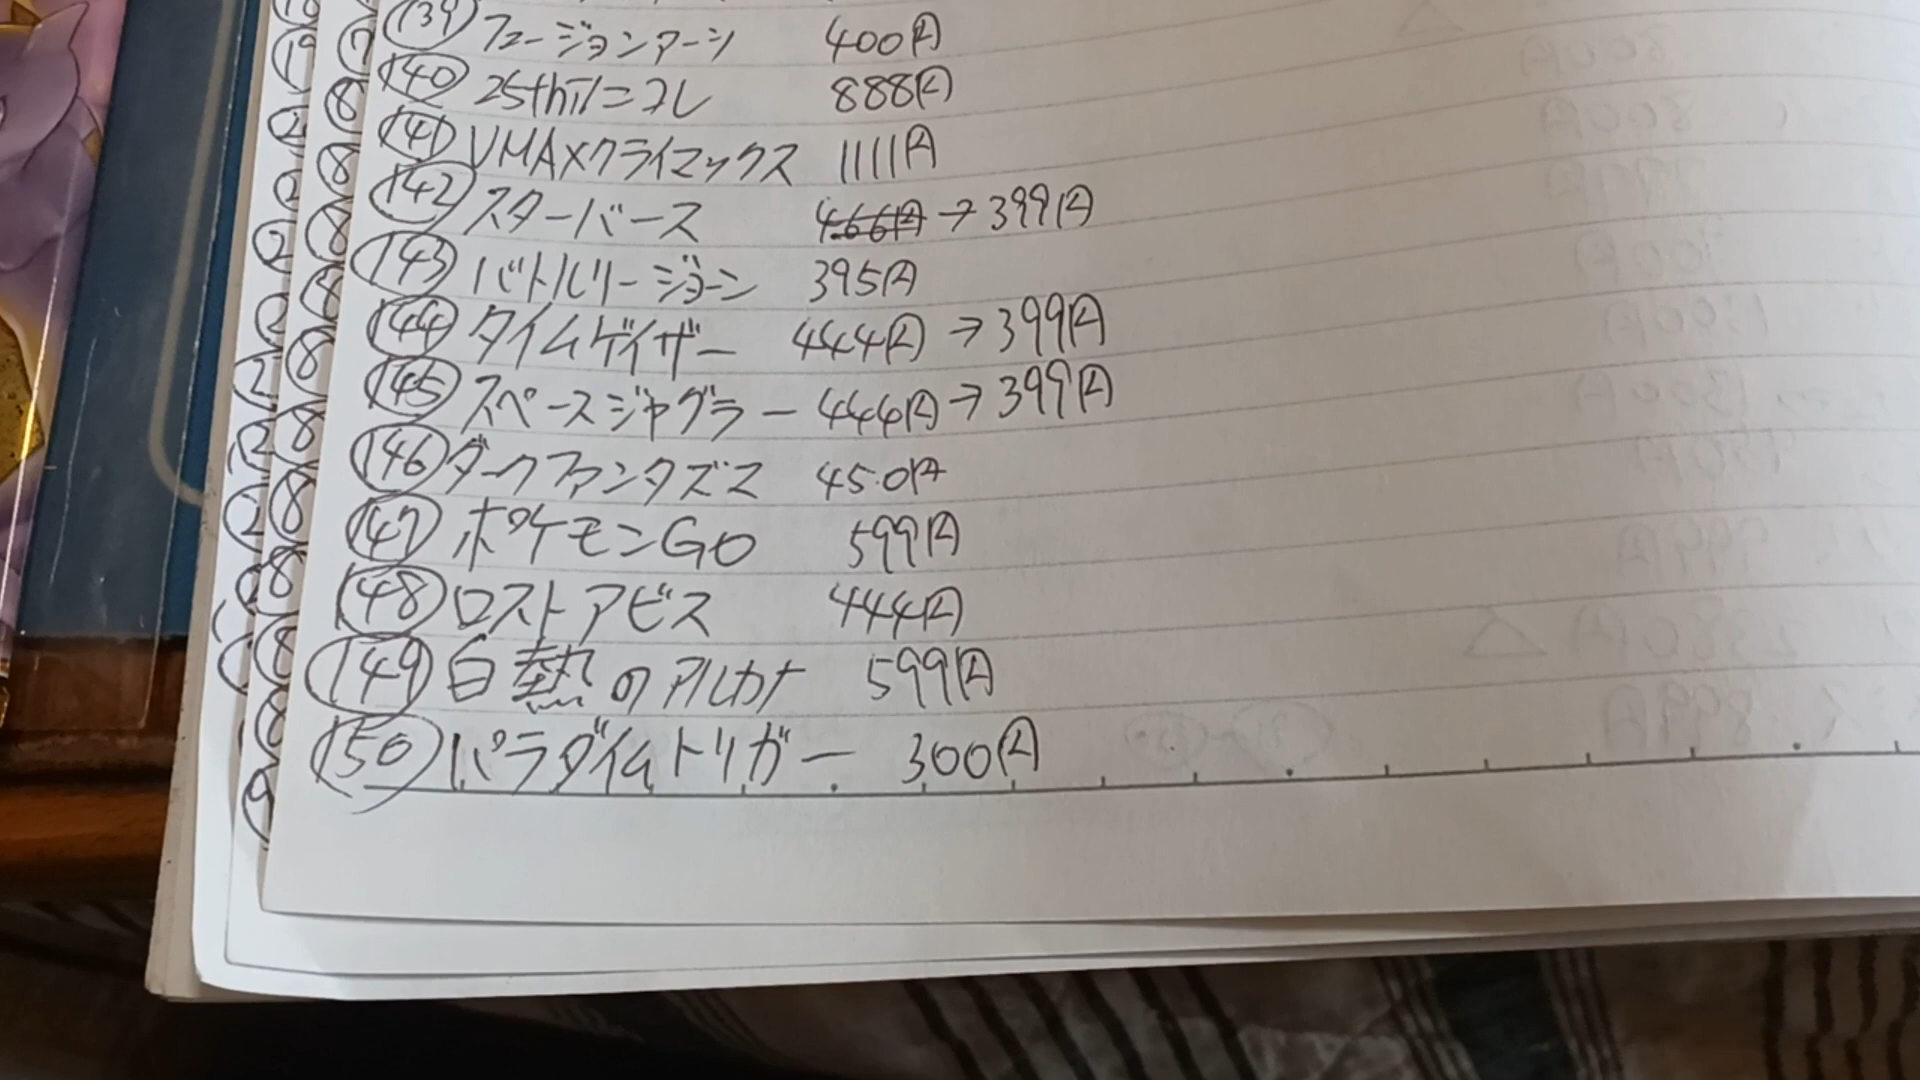 (139) フュージョンアーツ 400円
(140) 25thアニコレ 888円
(141) VMAXクライマックス 1111円
(142) スターバース 466円→399円
(143) バトルリージョン 395円
(144) タイムゲイザー 444円→399円
(145) スペースジャグラー 444円→399円
(146) ダークファンタズマ 450円
(147) ポケモンGO 599円
(148) ロストアビス 444円
(149) 白熱のアルカナ 599円
(150) パラダイムトリガー 300円